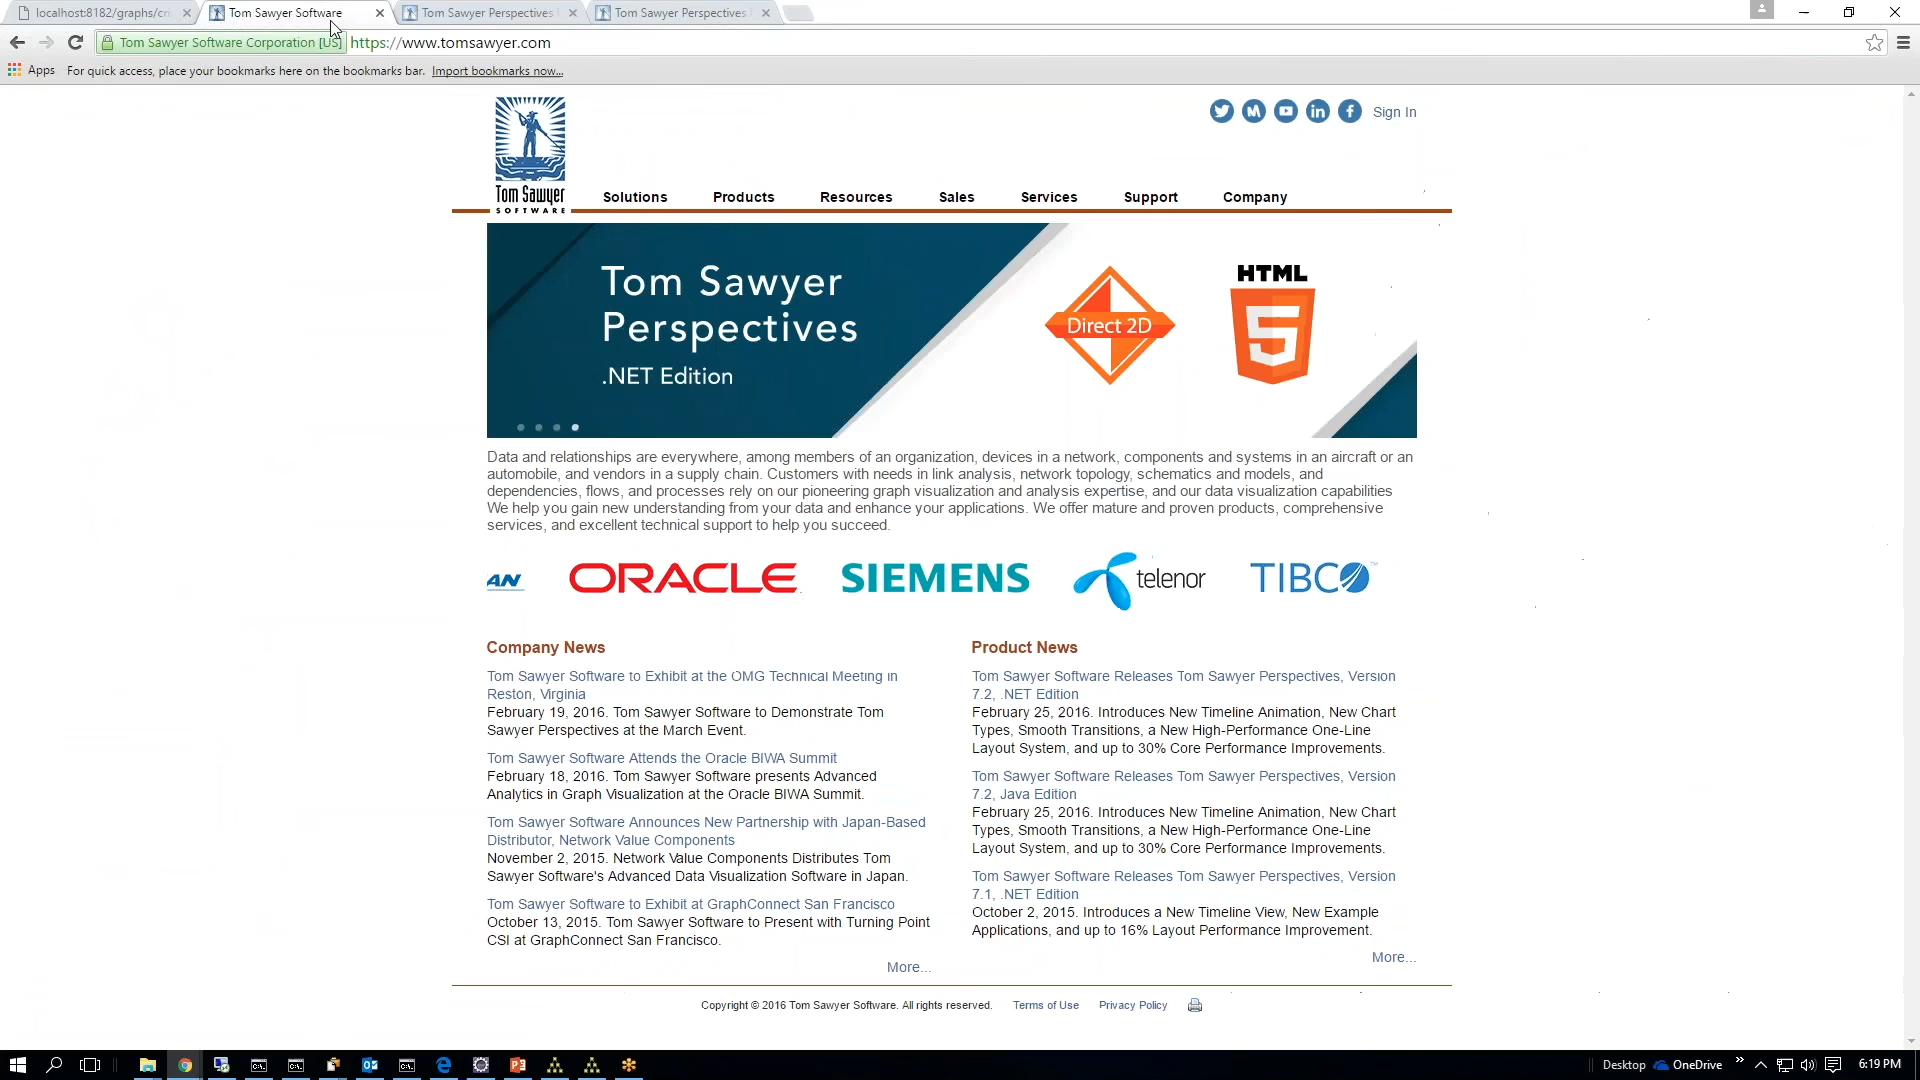 localhost:8182/graphs/cri
Tom Sawyer Software
Tom Sawyer Perspectives
Tom Sawyer Perspectives
Tom Sawyer Software Corporation [US] https://www.tomsawyer.com
Apps For quick access, place your bookmarks here on the bookmarks bar. Import bookmarks now...
Sign In
Tom Sawyer
SOFTWARE
Solutions Products Resources Sales Services Support Company
Tom Sawyer
Perspectives
.NET Edition
Direct 2D
HTML
5
Data and relationships are everywhere, among members of an organization, devices in a network, components and systems in an aircraft or an
automobile, and vendors in a supply chain. Customers with needs in link analysis, network topology, schematics and models, and
dependencies, flows, and processes rely on our pioneering graph visualization and analysis expertise, and our data visualization capabilities
We help you gain new understanding from your data and enhance your applications. We offer mature and proven products, comprehensive
services, and excellent technical support to help you succeed.
AN ORACLE SIEMENS telenor TIBCO
Company News
Tom Sawyer Software to Exhibit at the OMG Technical Meeting in
Reston, Virginia
February 19, 2016. Tom Sawyer Software to Demonstrate Tom
Sawyer Perspectives at the March Event.
Tom Sawyer Software Attends the Oracle BIWA Summit
February 18, 2016. Tom Sawyer Software presents Advanced
Analytics in Graph Visualization at the Oracle BIWA Summit.
Tom Sawyer Software Announces New Partnership with Japan-Based
Distributor, Network Value Components
November 2, 2015. Network Value Components Distributes Tom
Sawyer Software's Advanced Data Visualization Software in Japan.
Tom Sawyer Software to Exhibit at GraphConnect San Francisco
October 13, 2015. Tom Sawyer Software to Present with Turning Point
CSI at GraphConnect San Francisco.
More...
Product News
Tom Sawyer Software Releases Tom Sawyer Perspectives, Version
7.2, .NET Edition
February 25, 2016. Introduces New Timeline Animation, New Chart
Types, Smooth Transitions, a New High-Performance One-Line
Layout System, and up to 30% Core Performance Improvements.
Tom Sawyer Software Releases Tom Sawyer Perspectives, Version
7.2, Java Edition
February 25, 2016. Introduces New Timeline Animation, New Chart
Types, Smooth Transitions, a New High-Performance One-Line
Layout System, and up to 30% Core Performance Improvements.
Tom Sawyer Software Releases Tom Sawyer Perspectives, Version
7.1, .NET Edition
October 2, 2015. Introduces a New Timeline View, New Example
Applications, and up to 16% Layout Performance Improvement.
More...
Copyright © 2016 Tom Sawyer Software. All rights reserved. Terms of Use Privacy Policy
Desktop OneDrive 6:19 PM